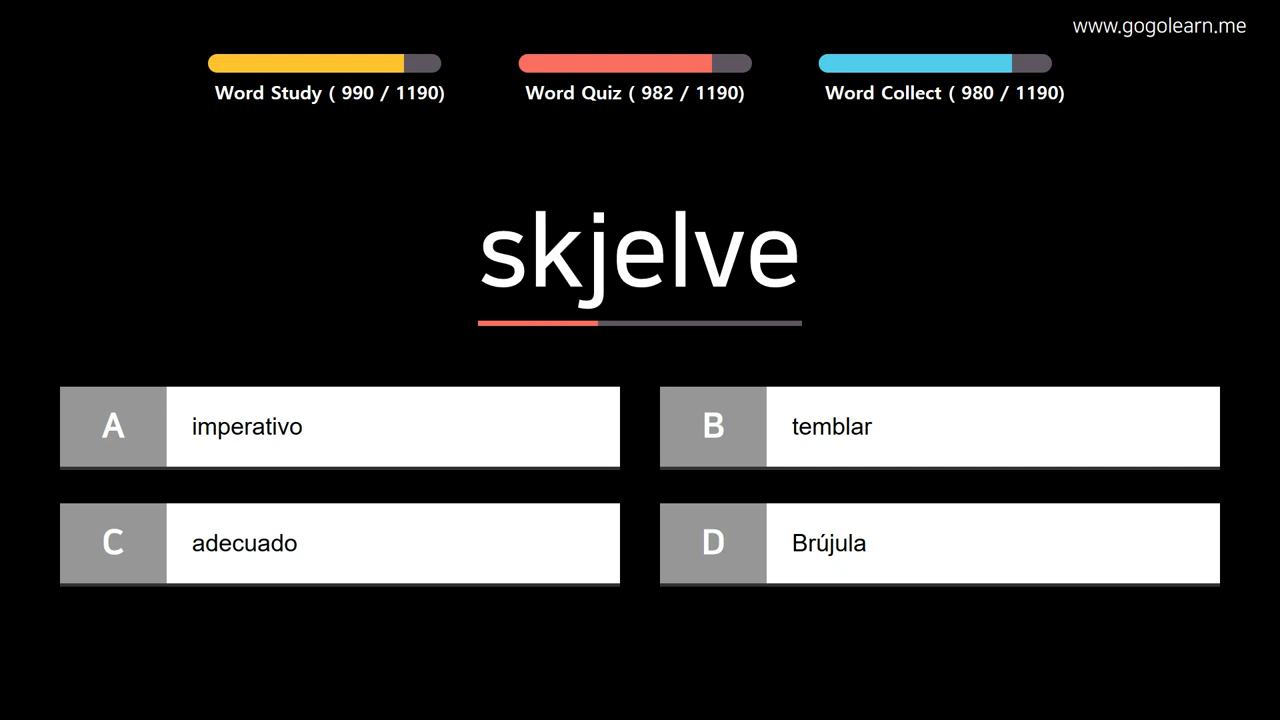 www.gogolearn.me
Word Study ( 990 / 1190)
Word Quiz ( 982 / 1190)
Word Collect ( 980 / 1190)
skjelve
A
imperativo
B
temblar
C
adecuado
D
Brújula